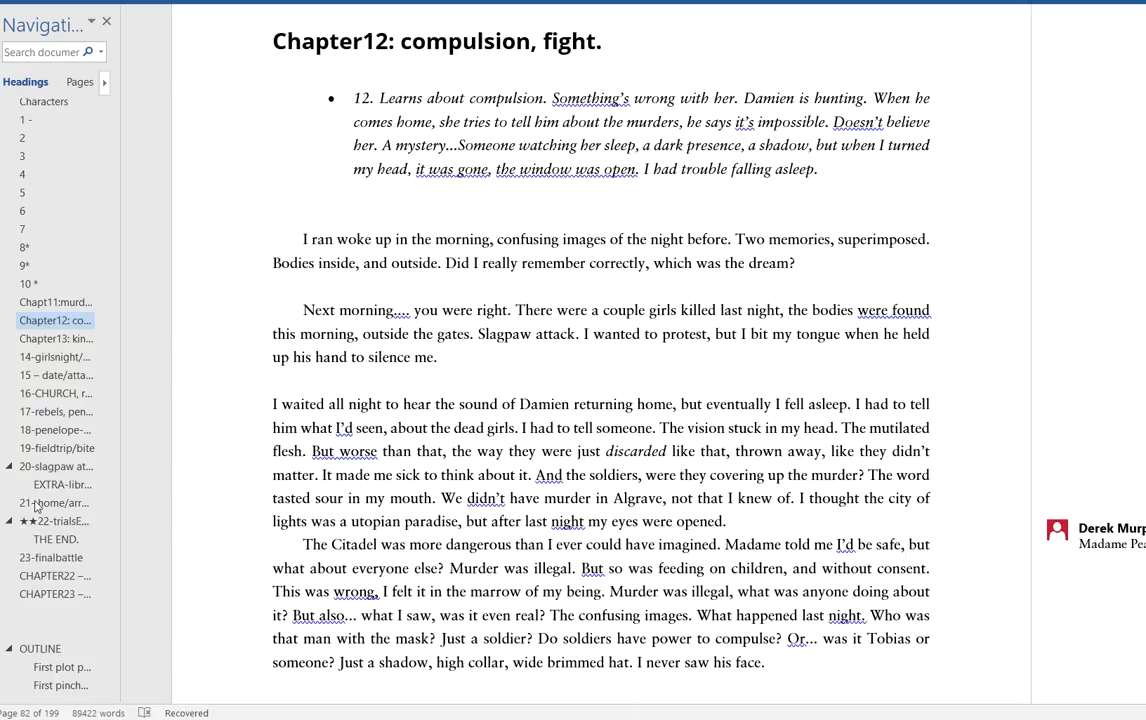 Navigati...
Search documer
Headings Pages
Characters
1 -
2
3
4
5
6
7
8*
9*
10 *
Chapt11:murd...
Chapter12: co...
Chapter13: kin...
14-girlsnight/...
15 – date/atta...
16-CHURCH, r...
17-rebels, pen...
18-penelope-...
19-fieldtrip/bite
20-slagpaw at...
EXTRA-libr...
21-home/arr...
★★22-trialsE...
THE END.
23-finalbattle
CHAPTER22 –...
CHAPTER23 –...
OUTLINE
First plot p...
First pinch...
Page 82 of 199 89422 words Recovered
Chapter12: compulsion, fight.
• 12. Learns about compulsion. Something's wrong with her. Damien is hunting. When he
comes home, she tries to tell him about the murders, he says it's impossible. Doesn't believe
her. A mystery...Someone watching her sleep, a dark presence, a shadow, but when I turned
my head, it was gone, the window was open. I had trouble falling asleep.
I ran woke up in the morning, confusing images of the night before. Two memories, superimposed.
Bodies inside, and outside. Did I really remember correctly, which was the dream?
Next morning.... you were right. There were a couple girls killed last night, the bodies were found
this morning, outside the gates. Slagpaw attack. I wanted to protest, but I bit my tongue when he held
up his hand to silence me.
I waited all night to hear the sound of Damien returning home, but eventually I fell asleep. I had to tell
him what I'd seen, about the dead girls. I had to tell someone. The vision stuck in my head. The mutilated
flesh. But worse than that, the way they were just discarded like that, thrown away, like they didn't
matter. It made me sick to think about it. And the soldiers, were they covering up the murder? The word
tasted sour in my mouth. We didn't have murder in Algrave, not that I knew of. I thought the city of
lights was a utopian paradise, but after last night my eyes were opened.
The Citadel was more dangerous than I ever could have imagined. Madame told me I'd be safe, but
what about everyone else? Murder was illegal. But so was feeding on children, and without consent.
This was wrong, I felt it in the marrow of my being. Murder was illegal, what was anyone doing about
it? But also... what I saw, was it even real? The confusing images. What happened last night. Who was
that man with the mask? Just a soldier? Do soldiers have power to compulse? Or... was it Tobias or
someone? Just a shadow, high collar, wide brimmed hat. I never saw his face.
Derek Murp
Madame Pea